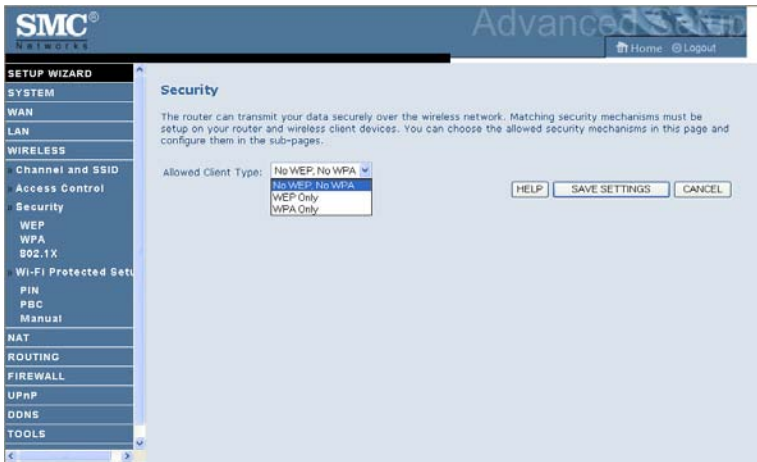 SMC®
Networks
Advanced Setup
Home Logout
SETUP WIZARD
SYSTEM
WAN
LAN
WIRELESS
Channel and SSID
Access Control
Security
WEP
WPA
802.1X
Wi-Fi Protected Setu
PIN
PBC
Manual
NAT
ROUTING
FIREWALL
UPnP
DDNS
TOOLS
Security
The router can transmit your data securely over the wireless network. Matching security mechanisms must be
setup on your router and wireless client devices. You can choose the allowed security mechanisms in this page and
configure them in the sub-pages.
Allowed Client Type: No WEP, No WPA
No WEP, No WPA
WEP Only
WPA Only
HELP SAVE SETTINGS CANCEL